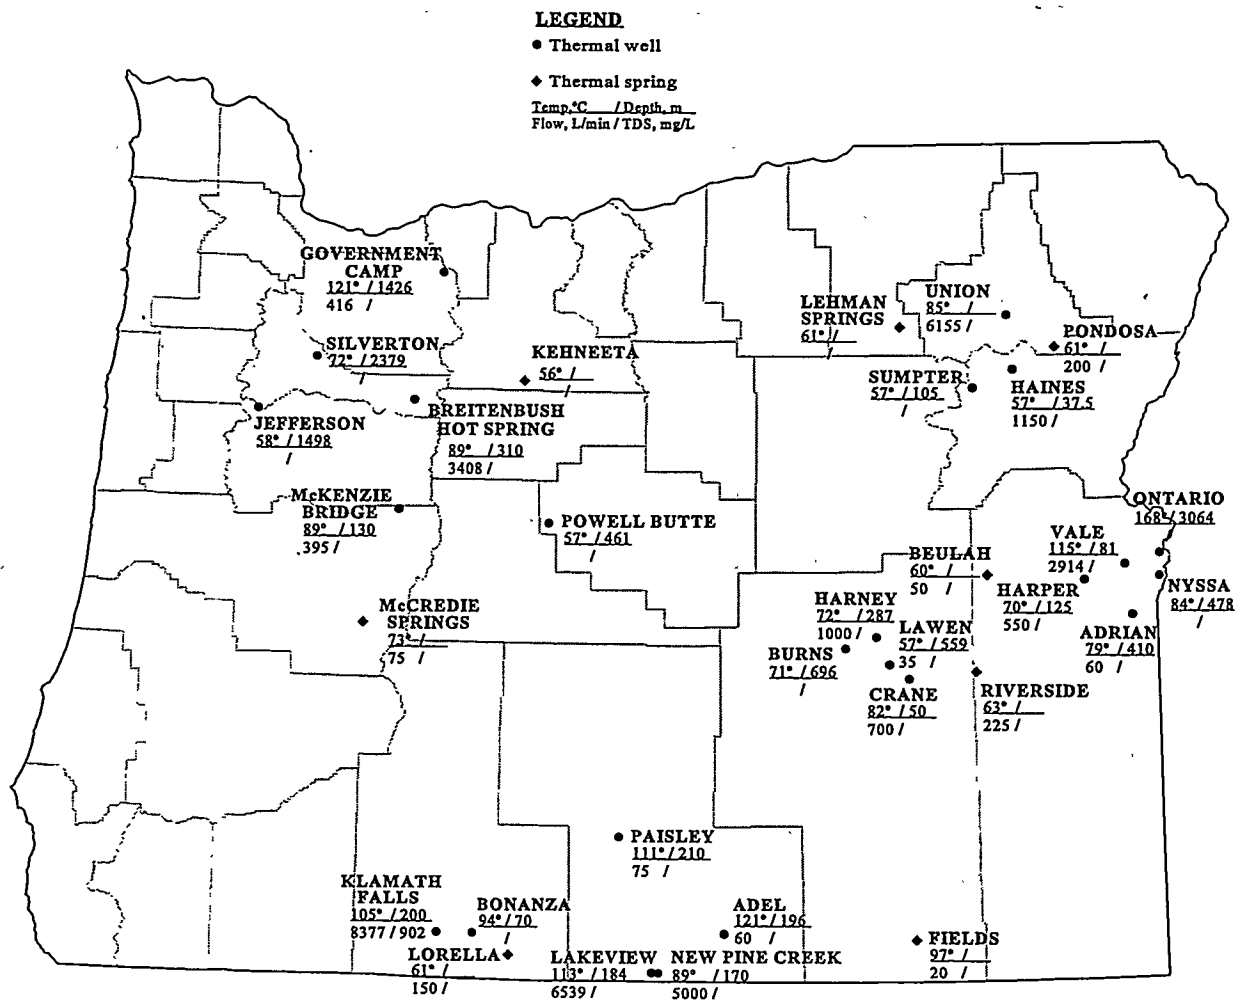 LEGEND
Thermal well
Thermal spring
Temp,°C / Depth, m
Flow, L/min / TDS, mg/L
GOVERNMENT
CAMP
121° / 1426
416 /
SILVERTON
72° / 2379
/
KEHNEETA
56° /
/
JEFFERSON
58° / 1498
/
BREITENBUSH
HOT SPRING
89° / 310
3408 /
LEHMAN
SPRINGS
61° /
/
UNION
85° /
6155 /
PONDOSA
61° /
200 /
SUMPTER
57° / 105
/
HAINES
57° / 37.5
1150 /
McKENZIE
BRIDGE
89° / 130
395 /
POWELL BUTTE
57° / 461
/
ONTARIO
168° / 3064
VALE
115° / 81
2914 /
BEULAH
60° /
50 /
HARPER
70° / 125
550 /
NYSSA
84° / 478
/
ADRIAN
79° / 410
60 /
McCREDIE
SPRINGS
73° /
75 /
HARNEY
72° / 287
1000 /
LAWEN
57° / 559
35 /
BURNS
71° / 696
/
CRANE
82° / 50
700 /
RIVERSIDE
63° /
225 /
PAISLEY
111° / 210
75 /
KLAMATH
FALLS
105° / 200
8377 / 902
BONANZA
94° / 70
/
LORELLA
61° /
150 /
LAKEVIEW
113° / 184
6539 /
NEW PINE CREEK
89° / 170
5000 /
ADEL
121° / 196
60 /
FIELDS
97° /
20 /